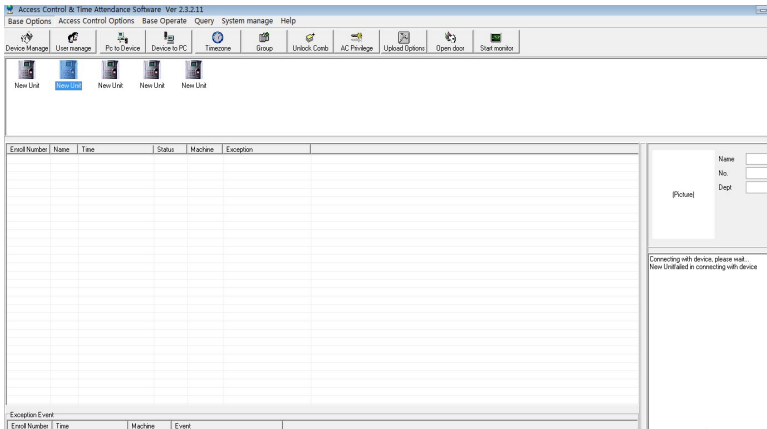 Access Control & Time Attendance Software Ver 2.3.2.11
Base Options Access Control Options Base Operate Query System manage Help
Device Manage User manage Pc to Device Device to PC Timezone Group Unlock Comb AC Privilege Upload Options Open door Start monitor
New Unit New Unit New Unit New Unit New Unit
Enroll Number Name Time Status Machine Exception
Name
No.
Dept
(Picture)
Connecting with device, please wait...
New Unitfailed in connecting with device
Exception Event
Enroll Number Time Machine Event